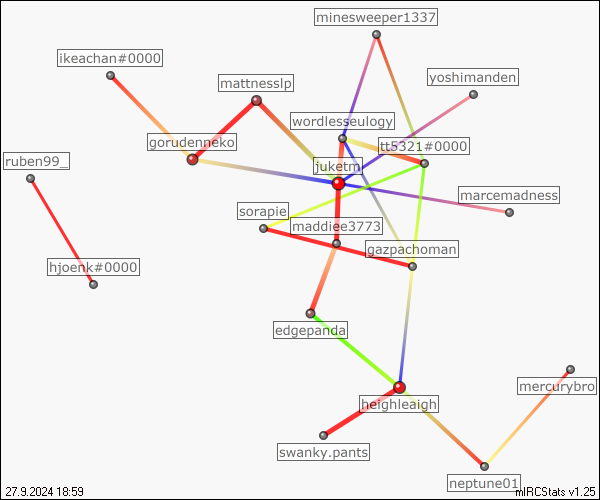 minesweeper1337
ikeachan#0000
mattnesslp
yoshimanden
wordlesseulogy
gorudenneko
tt5321#0000
ruben99_
juketm
marcemadness
sorapie
maddiee3773
gazpachoman
hjoenk#0000
edgepanda
mercurybro
heighleaigh
swanky.pants
neptune01
27.9.2024 18:59
mIRCStats v1.25